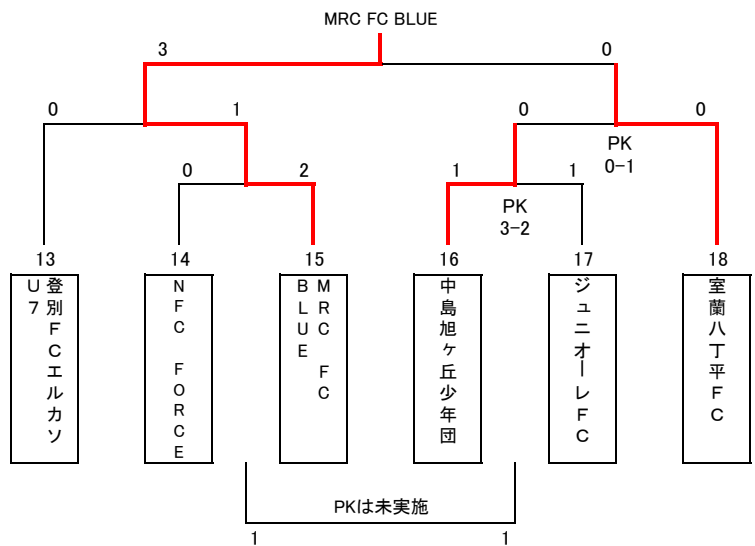 MRC FC BLUE
3 0
0 1 0 0
PK
0-1
0 2 1 1
PK
3-2
13 14 15 16 17 18
登別FCエルカソ
U7
NFC FORCE
MRC FC
BLUE
中島旭ヶ丘少年団
ジュニオーレFC
室蘭八丁平FC
PKは未実施
1 1